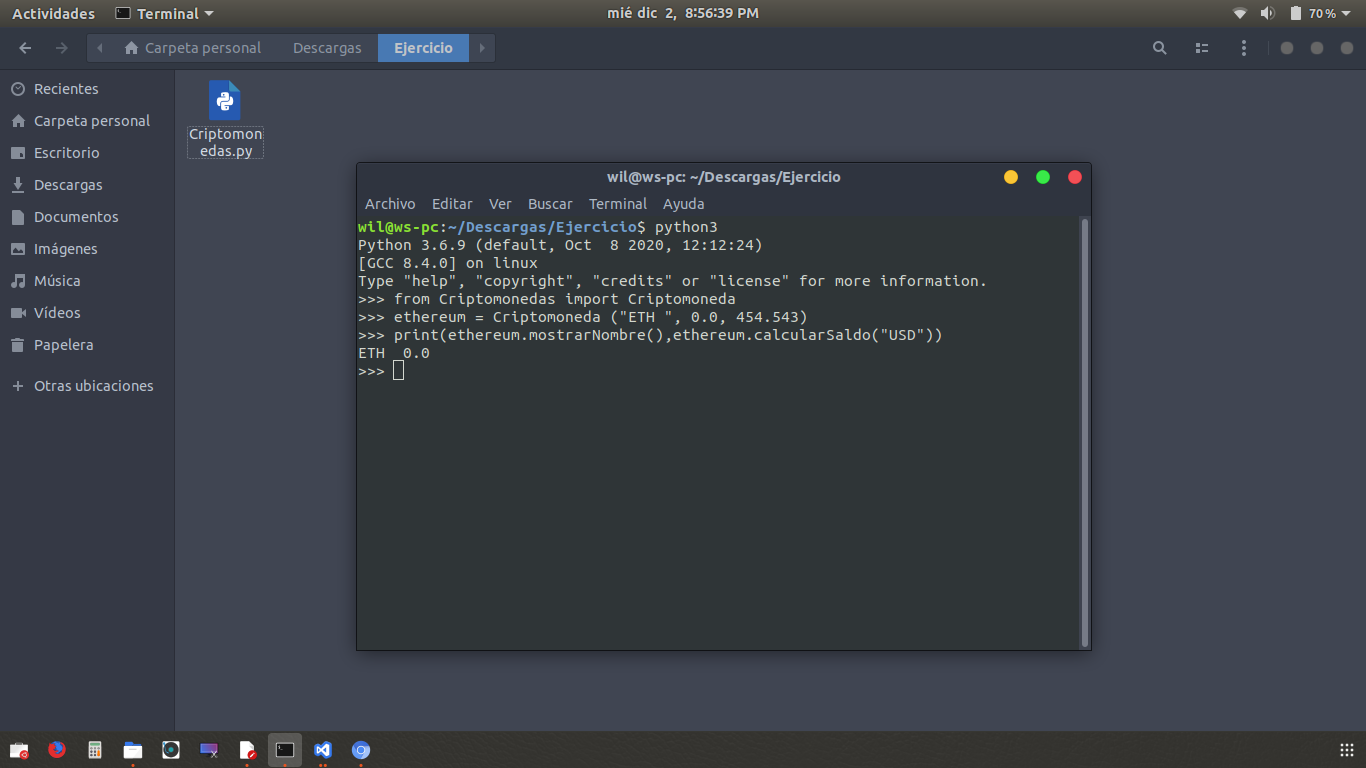 Actividades Terminal mié dic 2, 8:56:39 PM 70 %
Carpeta personal Descargas Ejercicio
Recientes
Carpeta personal
Escritorio
Descargas
Documentos
Imágenes
Música
Vídeos
Papelera
Otras ubicaciones
Criptomon
edas.py
wil@ws-pc: ~/Descargas/Ejercicio
Archivo Editar Ver Buscar Terminal Ayuda
wil@ws-pc:~/Descargas/Ejercicio$ python3
Python 3.6.9 (default, Oct  8 2020, 12:12:24)
[GCC 8.4.0] on linux
Type "help", "copyright", "credits" or "license" for more information.
>>> from Criptomonedas import Criptomoneda
>>> ethereum = Criptomoneda ("ETH ", 0.0, 454.543)
>>> print(ethereum.mostrarNombre(),ethereum.calcularSaldo("USD"))
ETH  0.0
>>>